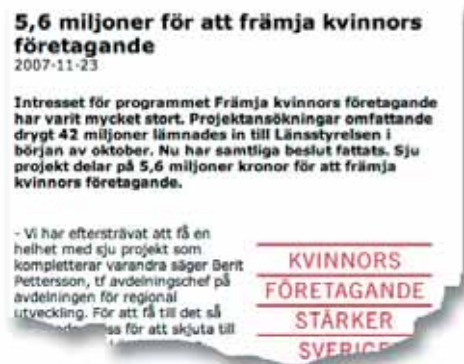 5,6 miljoner för att främja kvinnors
företagande
2007-11-23
Intresset för programmet Främja kvinnors företagande
har varit mycket stort. Projektansökningar omfattande
drygt 42 miljoner lämnades in till Länsstyrelsen i
början av oktober. Nu har samtliga beslut fattats. Sju
projekt delar på 5,6 miljoner kronor för att främja
kvinnors företagande.
- Vi har eftersträvat att få en
helhet med sju projekt som
kompletterar varandra säger Berit
Pettersson, tf avdelningschef på
avdelningen för regional
utveckling. För att få till det så
för att skjuta till
KVINNORS
FÖRETAGANDE
STÄRKER
SVERIGE